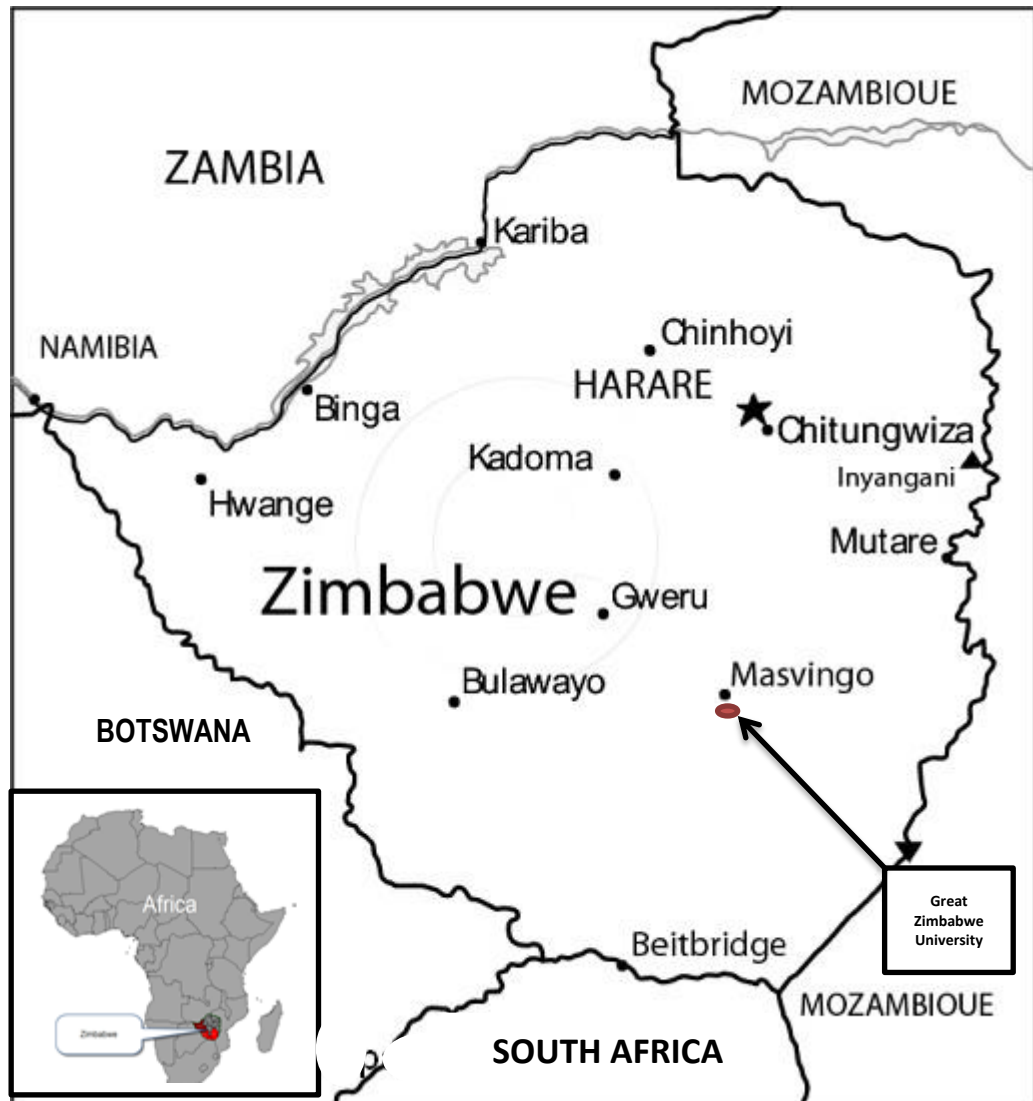 MOZAMBIOUE
ZAMBIA
Kariba
Chinhoyi
NAMIBIA
HARARE
Binga
Chitungwiza
Kadoma
Inyangani
Hwange
Mutare
Zimbabwe
Gweru
Masvingo
Bulawayo
BOTSWANA
Africa
Great
Zimbabwe
University
Beitbridge
MOZAMBIOUE
Zimbabwe
SOUTH AFRICA